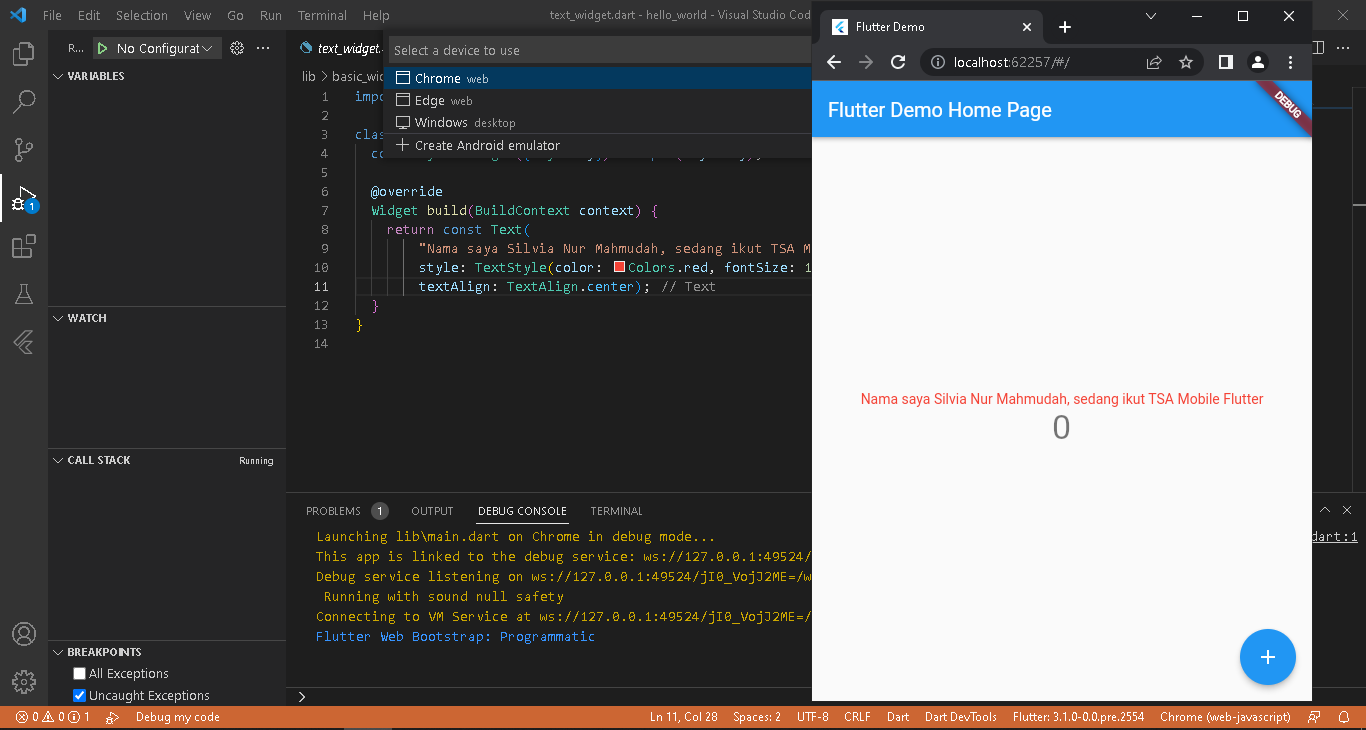 File Edit Selection View Go Run Terminal Help
text_widget.dart - hello_world - Visual Studio Cod
R... No Configurat
text_widget.
VARIABLES
WATCH
CALL STACK
Running
BREAKPOINTS
All Exceptions
Uncaught Exceptions
1
Select a device to use
Chrome web
Edge web
Windows desktop
Create Android emulator
lib > basic_wi
1 impo
2
3 clas
4
5
6 @override
7 Widget build(BuildContext context) {
8 return const Text(
9 "Nama saya Silvia Nur Mahmudah, sedang ikut TSA M
10 style: TextStyle(color: Colors.red, fontSize: 1
11 textAlign: TextAlign.center); // Text
12 }
13 }
14
PROBLEMS 1 OUTPUT DEBUG CONSOLE TERMINAL
Launching lib\main.dart on Chrome in debug mode...
This app is linked to the debug service: ws://127.0.0.1:49524/
Debug service listening on ws://127.0.0.1:49524/jI0_VojJ2ME=/w
Running with sound null safety
Connecting to VM Service at ws://127.0.0.1:49524/jI0_VojJ2ME=/
Flutter Web Bootstrap: Programmatic
dart:1
Flutter Demo
localhost:62257/#/
Flutter Demo Home Page
DEBUG
Nama saya Silvia Nur Mahmudah, sedang ikut TSA Mobile Flutter
0
0 0 1 Debug my code
Ln 11, Col 28 Spaces: 2 UTF-8 CRLF Dart Dart DevTools Flutter: 3.1.0-0.0.pre.2554 Chrome (web-javascript)